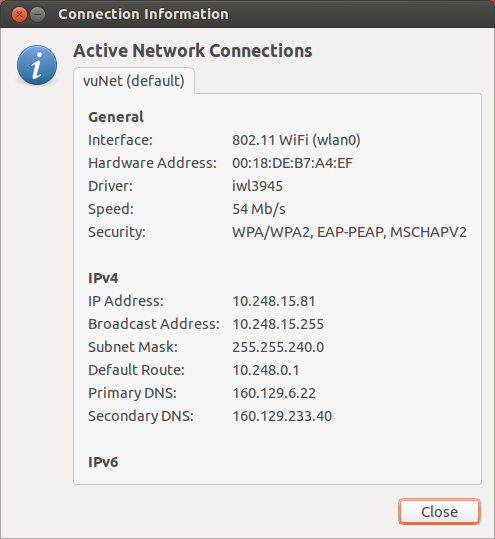 Connection Information
Active Network Connections
vuNet (default)
General
Interface: 802.11 WiFi (wlan0)
Hardware Address: 00:18:DE:B7:A4:EF
Driver: iwl3945
Speed: 54 Mb/s
Security: WPA/WPA2, EAP-PEAP, MSCHAPV2
IPv4
IP Address: 10.248.15.81
Broadcast Address: 10.248.15.255
Subnet Mask: 255.255.240.0
Default Route: 10.248.0.1
Primary DNS: 160.129.6.22
Secondary DNS: 160.129.233.40
IPv6
Close